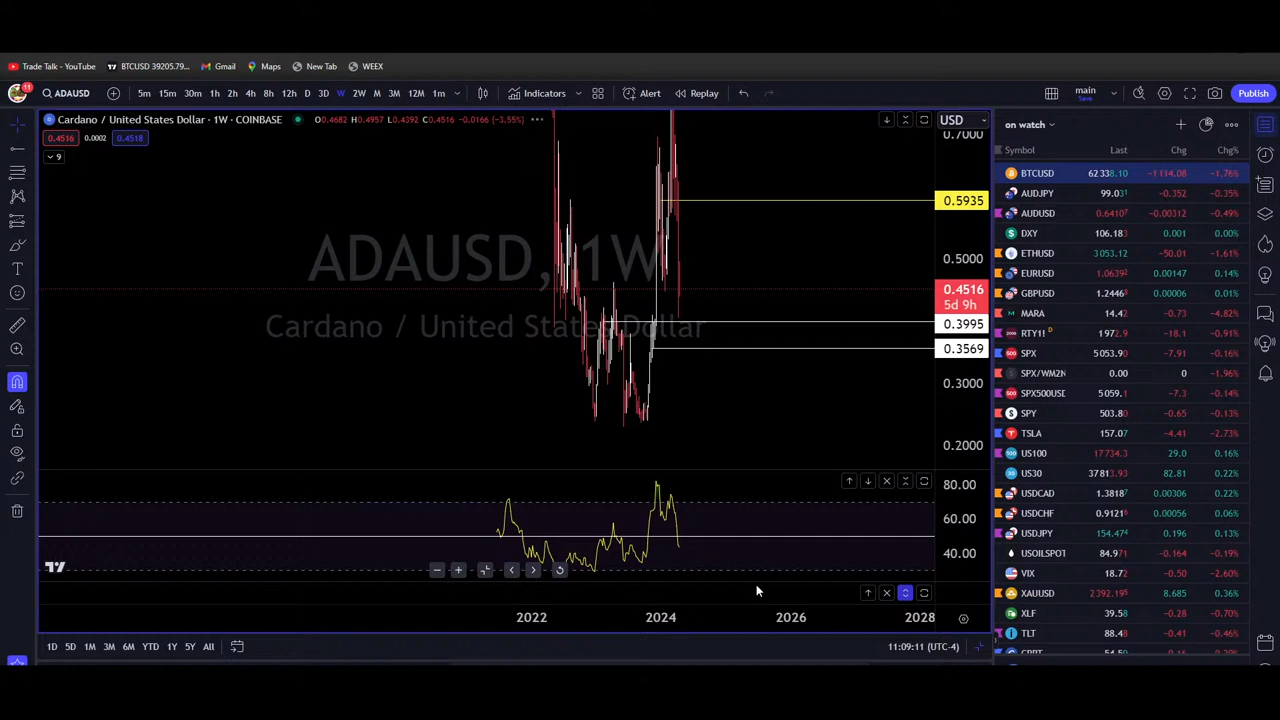 Trade Talk - YouTube BTCUSD 39205.79... Gmail Maps New Tab WEEX
11 ADAUSD 5m 15m 30m 1h 2h 4h 8h 12h D 3D W 2W M 3M 6M 12M 1m Indicators Alert Replay main Save Publish
Cardano / United States Dollar · 1W · COINBASE O0.4682 H0.4957 L0.4392 C0.4516 -0.0166 (-3.55%) USD
0.4516 0.0002 0.4518
9
ADAUSD, 1W
Cardano / United States Dollar
0.7000
0.5935
0.5000
0.4516
5d 9h
0.3995
0.3569
0.3000
0.2000
80.00
60.00
40.00
2022 2024 2026 2028
1D 5D 1M 3M 6M YTD 1Y 5Y All 11:09:11 (UTC-4)
on watch
Symbol Last Chg Chg%
BTCUSD 62338.10 -1114.08 -1.76%
AUDJPY 99.031 -0.352 -0.35%
AUDUSD 0.64107 -0.00312 -0.49%
DXY 106.183 0.001 0.00%
ETHUSD 3053.12 -50.01 -1.61%
EURUSD 1.06392 0.00147 0.14%
GBPUSD 1.24468 0.00006 0.01%
MARA 14.42 -0.73 -4.82%
RTY1! D 1972.9 -18.1 -0.91%
SPX 5053.90 -7.91 -0.16%
SPX/WM2N 0.00 0 -1.96%
SPX500USD 5059.1 -7.3 -0.14%
SPY 503.80 -0.65 -0.13%
TSLA 157.07 -4.41 -2.73%
US100 17734.3 29.0 0.16%
US30 37813.93 82.81 0.22%
USDCAD 1.38187 0.00306 0.22%
USDCHF 0.91216 0.00056 0.06%
USDJPY 154.474 0.196 0.13%
USOILSPOT 84.971 -0.164 -0.19%
VIX 18.72 -0.50 -2.60%
XAUUSD 2392.195 8.685 0.36%
XLF 39.58 -0.28 -0.70%
TLT 88.48 -0.41 -0.46%